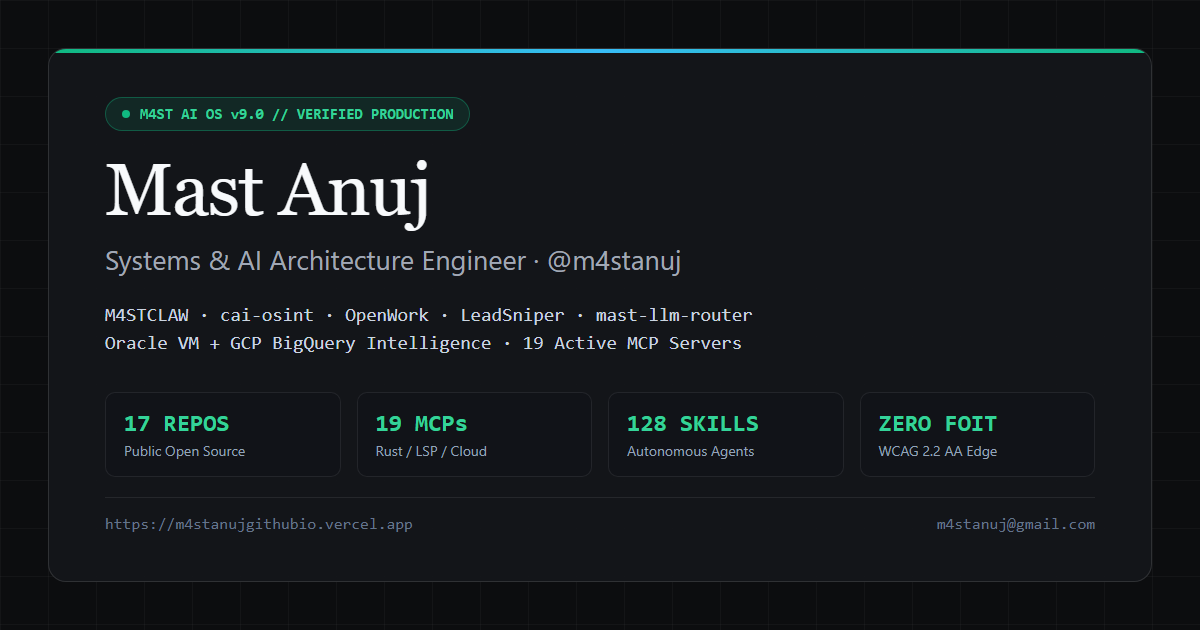 M4ST AI OS v9.0 // VERIFIED PRODUCTION
Mast Anuj
Systems & AI Architecture Engineer · @m4stanuj
M4STCLAW · cai-osint · OpenWork · LeadSniper · mast-llm-router
Oracle VM + GCP BigQuery Intelligence · 19 Active MCP Servers
17 REPOS
Public Open Source
19 MCPs
Rust / LSP / Cloud
128 SKILLS
Autonomous Agents
ZERO FOIT
WCAG 2.2 AA Edge
https://m4stanujgithubio.vercel.app
m4stanuj@gmail.com